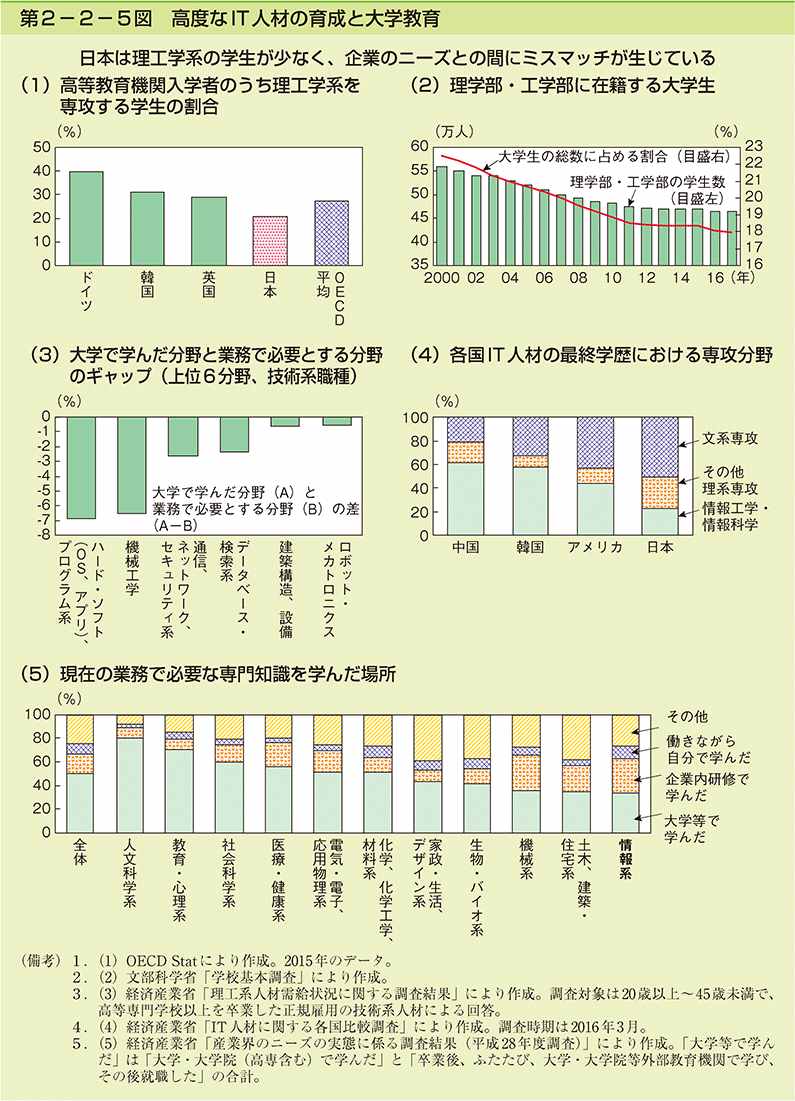 第２－２－５図　高度なIT人材の育成と大学教育
日本は理工学系の学生が少なく、企業のニーズとの間にミスマッチが生じている
（１）高等教育機関入学者のうち理工学系を
専攻する学生の割合
（％）
50
40
30
20
10
0
ドイツ
韓国
英国
日本
OECD
平均
（２）理学部・工学部に在籍する大学生
（万人）
（％）
60
55
50
45
40
35
23
22
21
20
19
18
17
16
大学生の総数に占める割合（目盛右）
理学部・工学部の学生数
（目盛左）
2000 02 04 06 08 10 12 14 16（年）
（３）大学で学んだ分野と業務で必要とする分野
のギャップ（上位６分野、技術系職種）
（％）
0
-1
-2
-3
-4
-5
-6
-7
-8
大学で学んだ分野（A）と
業務で必要とする分野（B）の差
（A－B）
ハード・ソフト
（OS、アプリ）、
プログラム系
機械工学
通信、
ネットワーク、
セキュリティ系
データベース・
検索系
建築構造、設備
ロボット・
メカトロニクス
（４）各国IT人材の最終学歴における専攻分野
（％）
100
80
60
40
20
0
中国
韓国
アメリカ
日本
文系専攻
その他
理系専攻
情報工学・
情報科学
（５）現在の業務で必要な専門知識を学んだ場所
（％）
100
80
60
40
20
0
全体
人文科学系
教育・心理系
社会科学系
医療・健康系
電気・電子、
応用物理系
化学、化学工学、
材料系
家政・生活、
デザイン系
生物・バイオ系
機械系
土木、建築・
住宅系
情報系
その他
働きながら
自分で学んだ
企業内研修で
学んだ
大学等で
学んだ
（備考）１．（1）OECD Statにより作成。2015年のデータ。
２．（2）文部科学省「学校基本調査」により作成。
３．（3）経済産業省「理工系人材需給状況に関する調査結果」により作成。調査対象は20歳以上～45歳未満で、
高等専門学校以上を卒業した正規雇用の技術系人材による回答。
４．（4）経済産業省「IT人材に関する各国比較調査」により作成。調査時期は2016年３月。
５．（5）経済産業省「産業界のニーズの実態に係る調査結果（平成28年度調査）」により作成。「大学等で学ん
だ」は「大学・大学院（高専含む）で学んだ」と「卒業後、ふたたび、大学・大学院等外部教育機関で学び、
その後就職した」の合計。